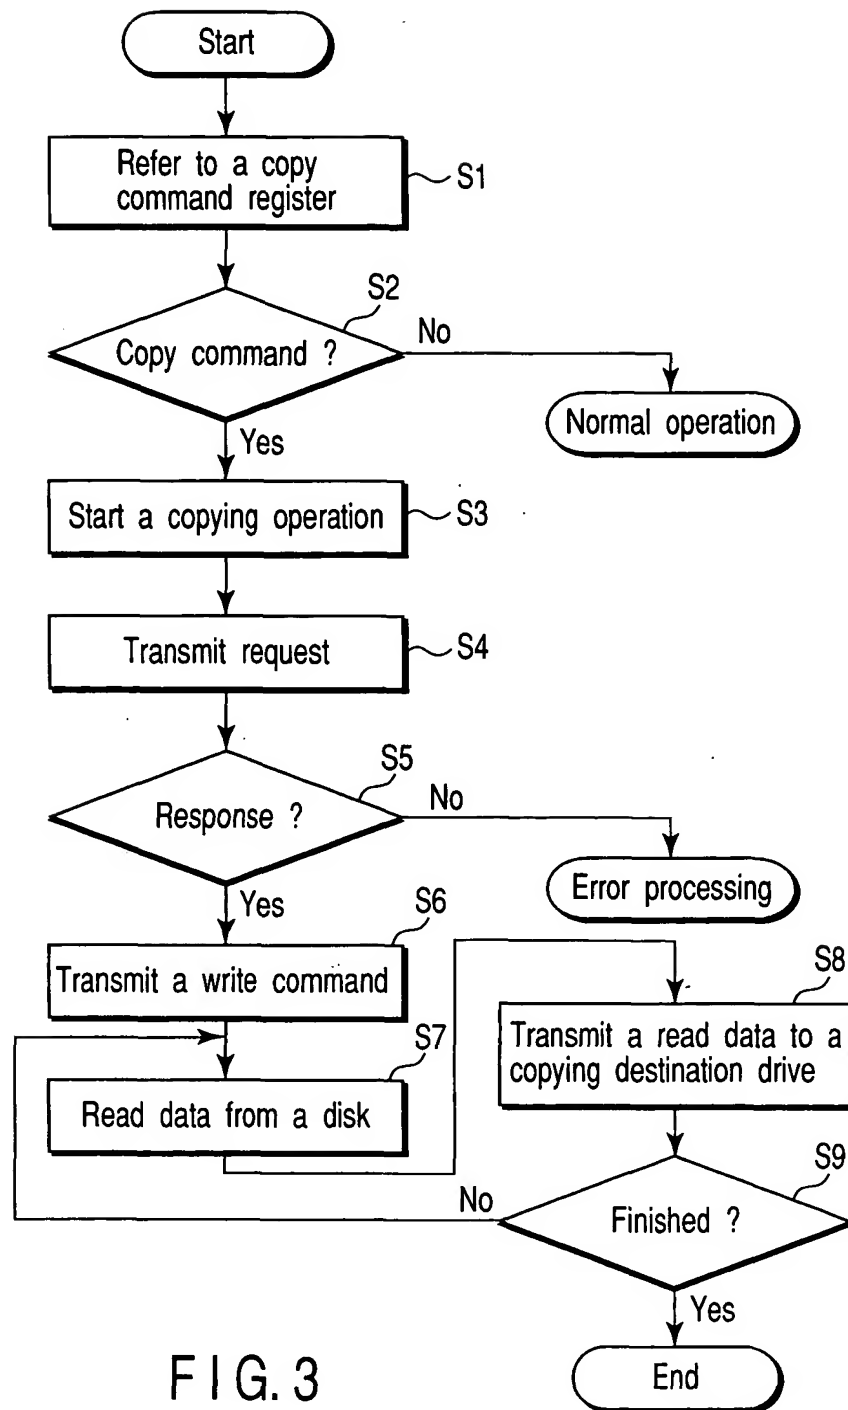 Start
Refer to a copy
command register
S1
S2
Copy command ?
No
Normal operation
Yes
Start a copying operation
S3
Transmit request
S4
S5
Response ?
No
Error processing
Yes
S6
Transmit a write command
S7
Read data from a disk
S8
Transmit a read data to a
copying destination drive
S9
No
Finished ?
Yes
End
FIG. 3